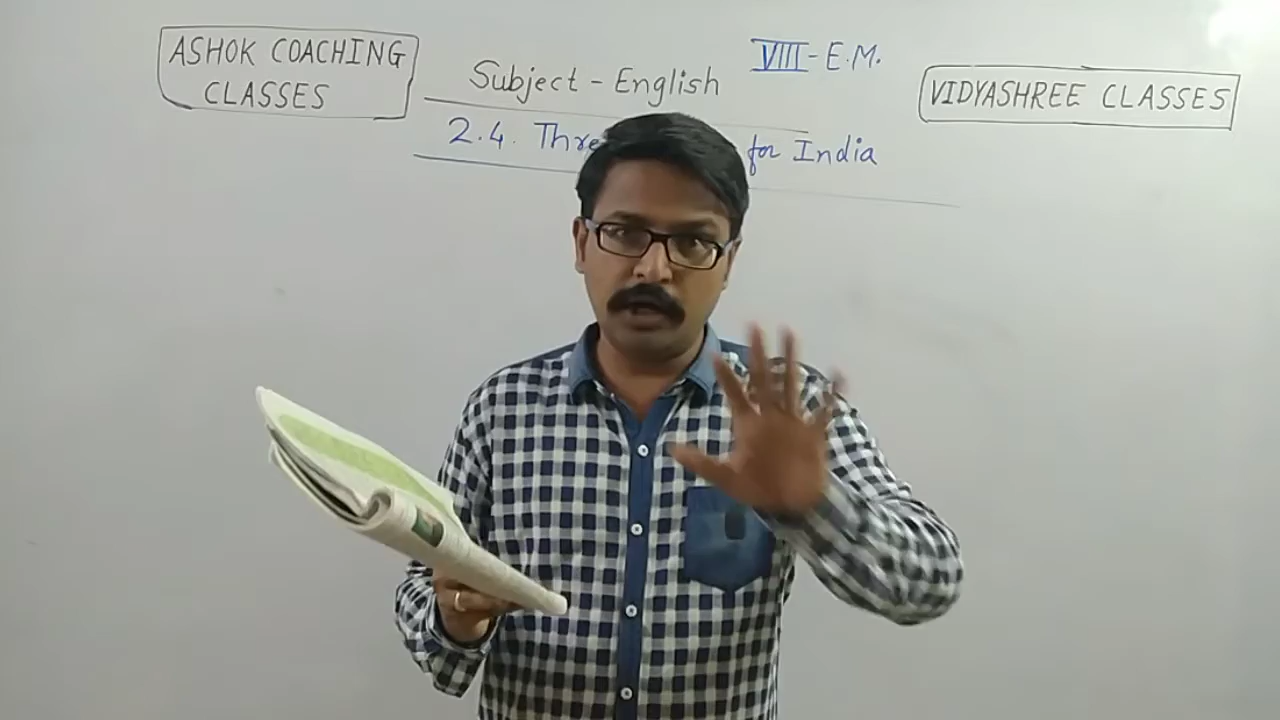 ASHOK COACHING
CLASSES
Subject - English
VIII - E.M.
VIDYASHREE CLASSES
2.4. Thre for India